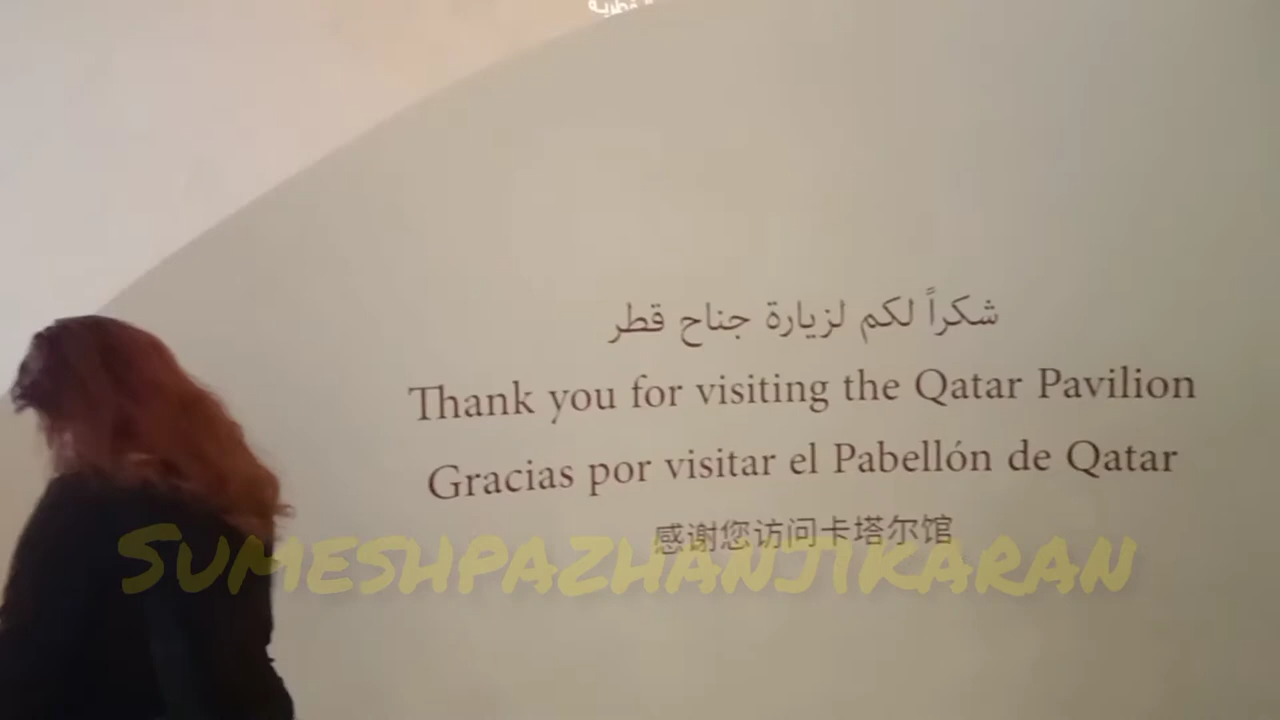 شكراً لكم لزيارة جناح قطر
Thank you for visiting the Qatar Pavilion
Gracias por visitar el Pabellón de Qatar
感谢您访问卡塔尔馆
SUMESHPAZHANJIKARAN